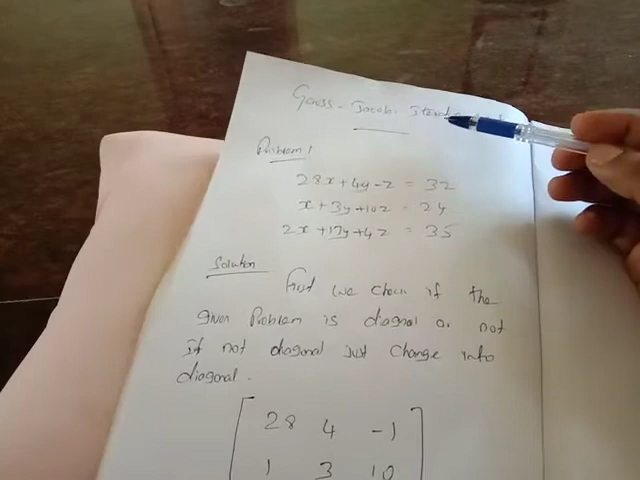 Gauss - Jacobi
Problem 1
28x + 4y - z = 32
x + 3y + 10z = 24
2x + 17y + 4z = 35
Solution
First we check if the
given Problem is diagnal or not
If not diagonal just change into
diagonal.
28 4 -1
1 3 10